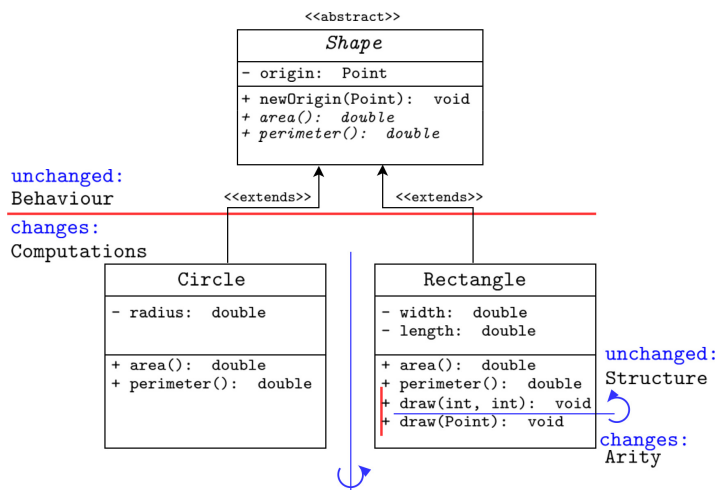 <<abstract>>
Shape
- origin: Point
+ newOrigin(Point): void
+ area(): double
+ perimeter(): double
unchanged:
Behaviour
<<extends>>
<<extends>>
changes:
Computations
Circle
- radius: double
+ area(): double
+ perimeter(): double
Rectangle
- width: double
- length: double
+ area(): double
+ perimeter(): double
+ draw(int, int): void
+ draw(Point): void
unchanged:
Structure
changes:
Arity